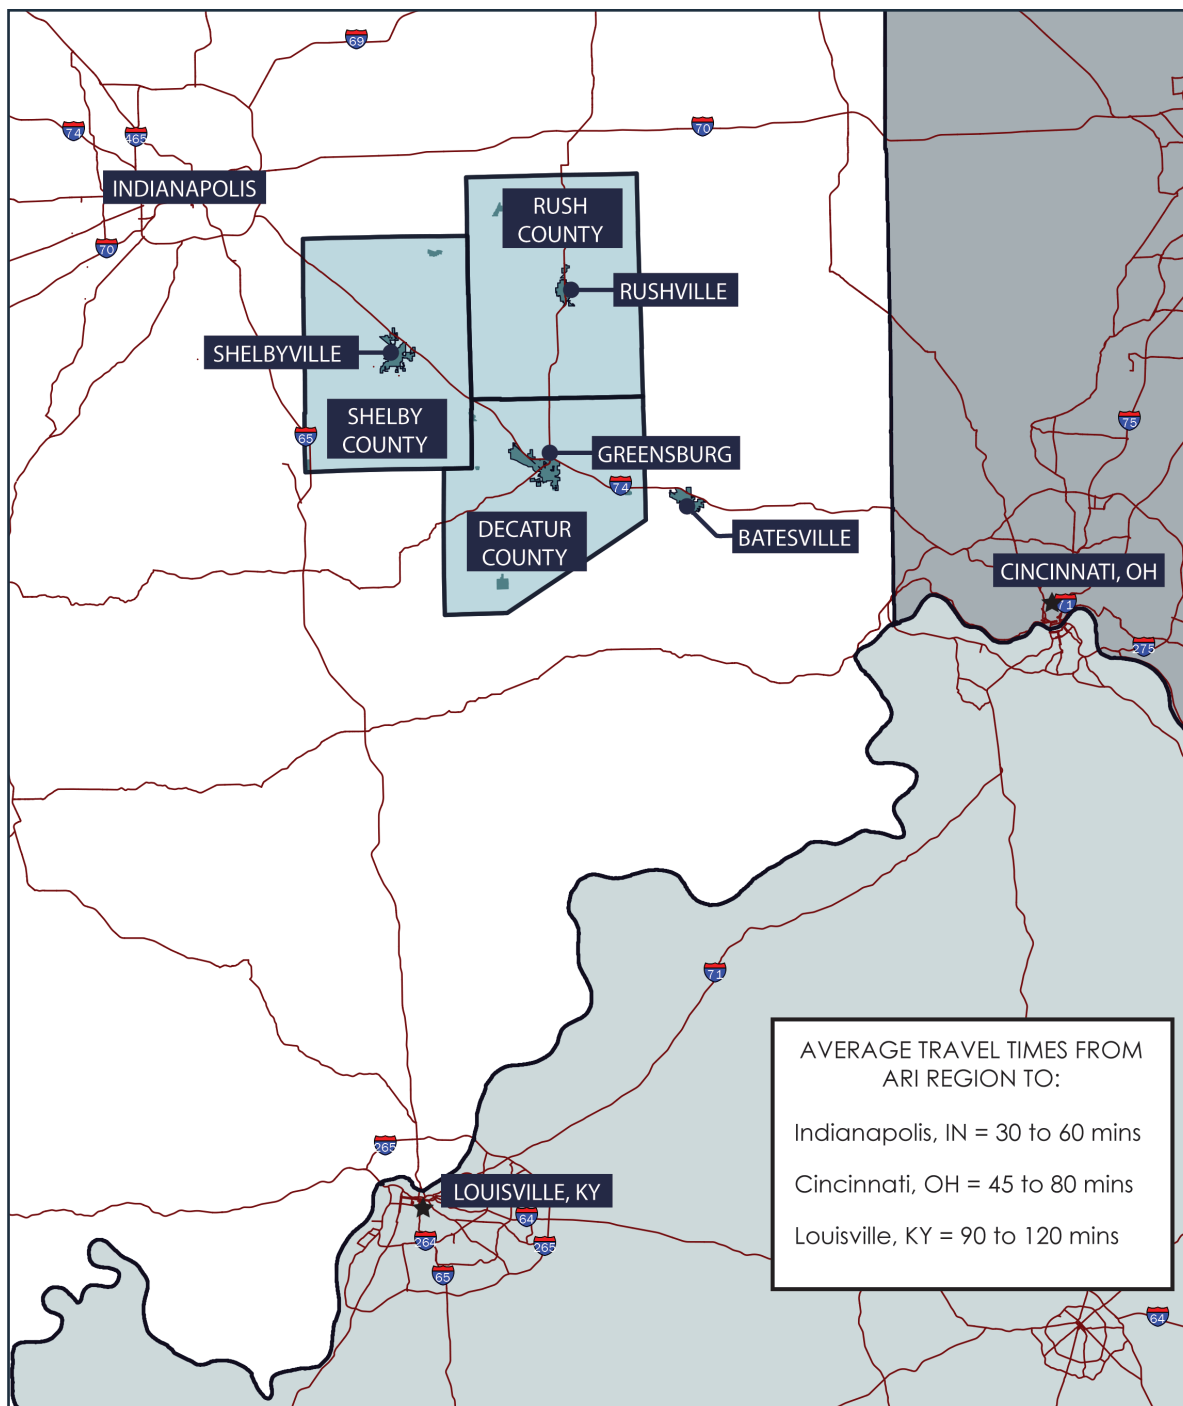 69
74
465
70
INDIANAPOLIS
70
RUSH
COUNTY
RUSHVILLE
SHELBYVILLE
SHELBY
COUNTY
65
75
GREENSBURG
74
DECATUR
COUNTY
BATESVILLE
CINCINNATI, OH
71
275
71
AVERAGE TRAVEL TIMES FROM
ARI REGION TO:
Indianapolis, IN = 30 to 60 mins
Cincinnati, OH = 45 to 80 mins
Louisville, KY = 90 to 120 mins
265
LOUISVILLE, KY
64
264
265
65
64